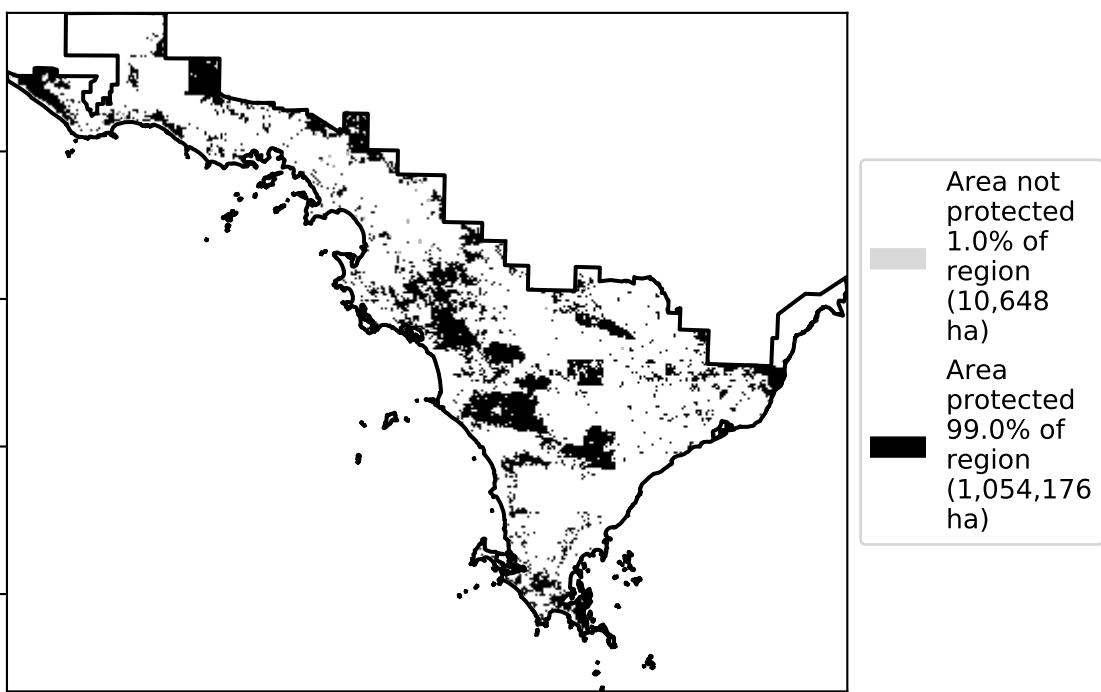 Area not
protected
1.0% of
region
(10,648
ha)
Area
protected
99.0% of
region
(1,054,176
ha)